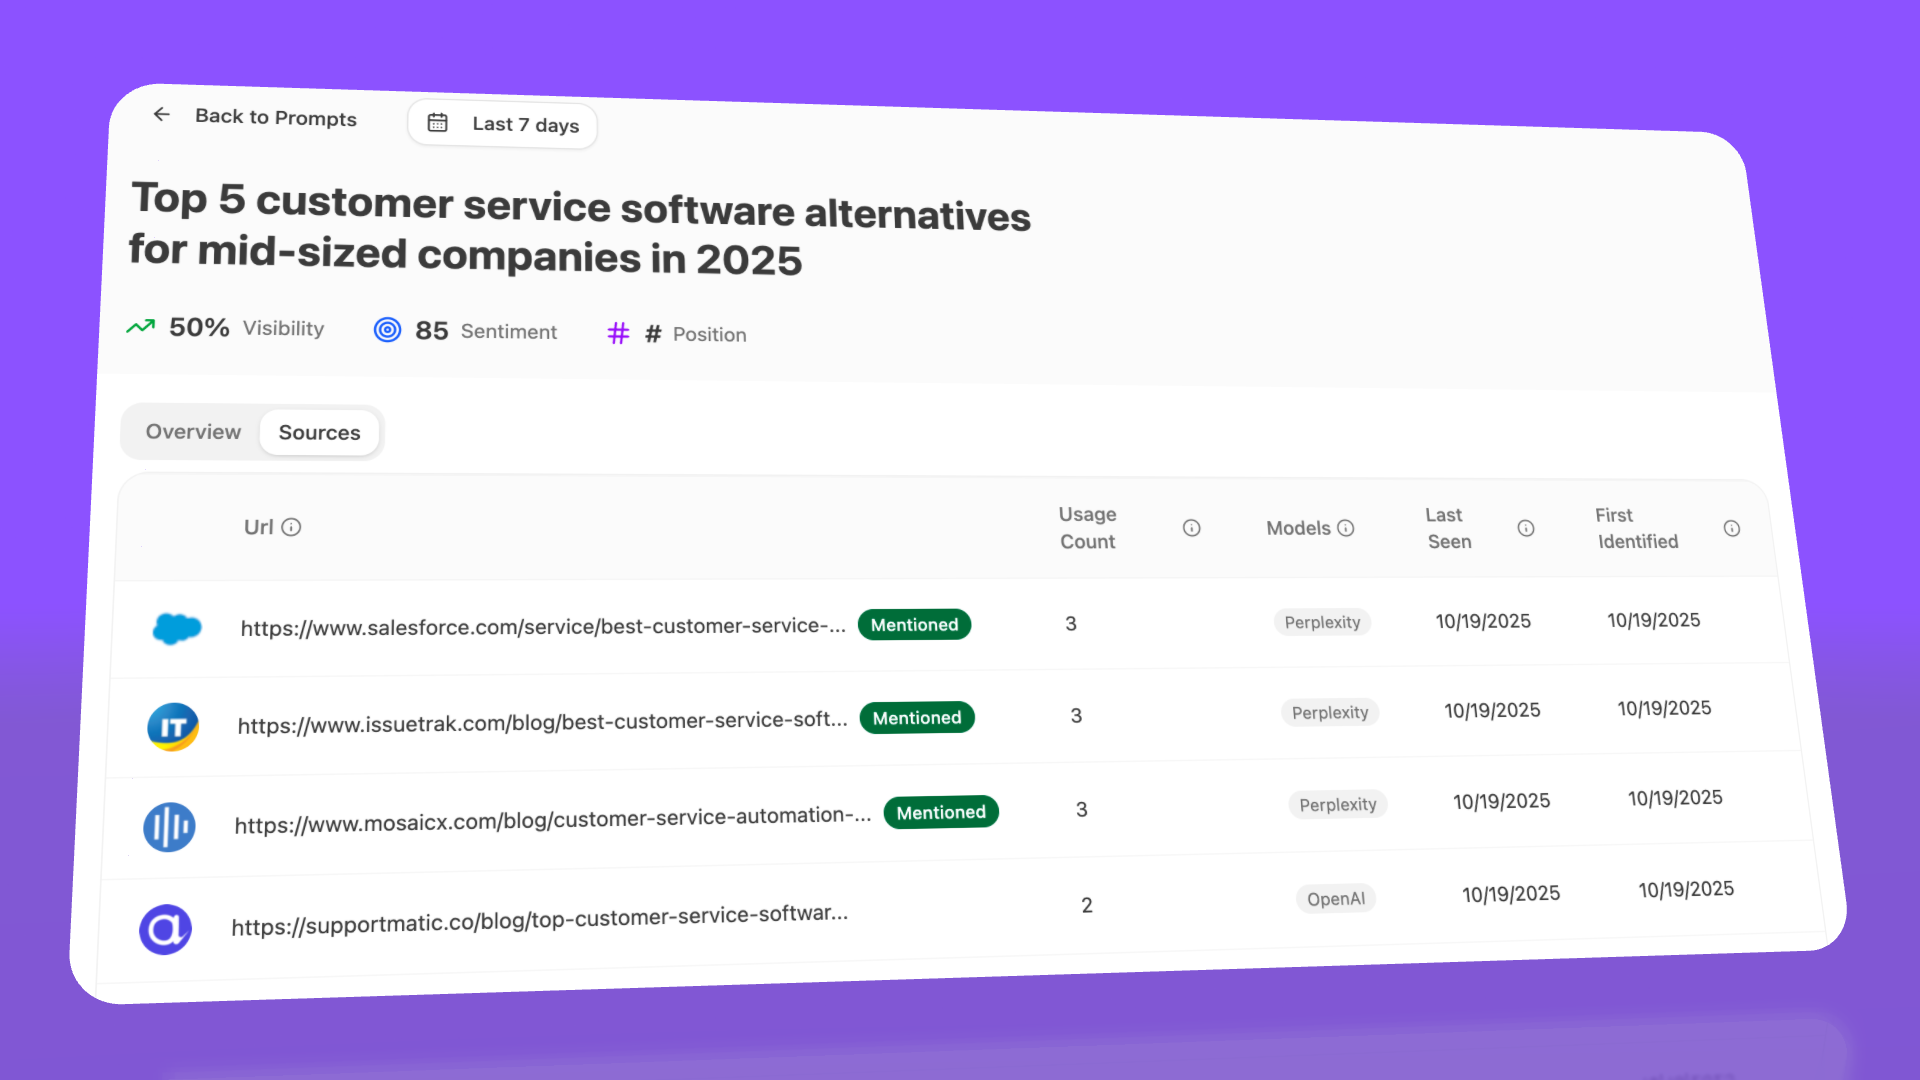 Back to Prompts
Last 7 days
Top 5 customer service software alternatives
for mid-sized companies in 2025
50% Visibility
85 Sentiment
# Position
Overview
Sources
Url
Usage Count
Models
Last Seen
First Identified
https://www.salesforce.com/service/best-customer-service-... Mentioned 3 Perplexity 10/19/2025 10/19/2025
IT https://www.issuetrak.com/blog/best-customer-service-soft... Mentioned 3 Perplexity 10/19/2025 10/19/2025
https://www.mosaicx.com/blog/customer-service-automation-... Mentioned 3 Perplexity 10/19/2025 10/19/2025
https://supportmatic.co/blog/top-customer-service-softwar... 2 OpenAI 10/19/2025 10/19/2025